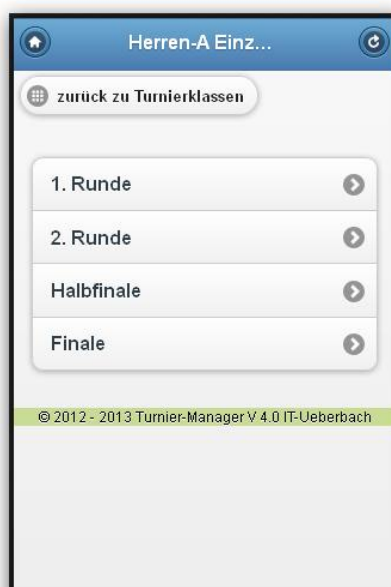 Herren-A Einz...
zurück zu Turnierklassen
1. Runde
2. Runde
Halbfinale
Finale
© 2012 - 2013 Turnier-Manager V 4.0 IT-Ueberbach